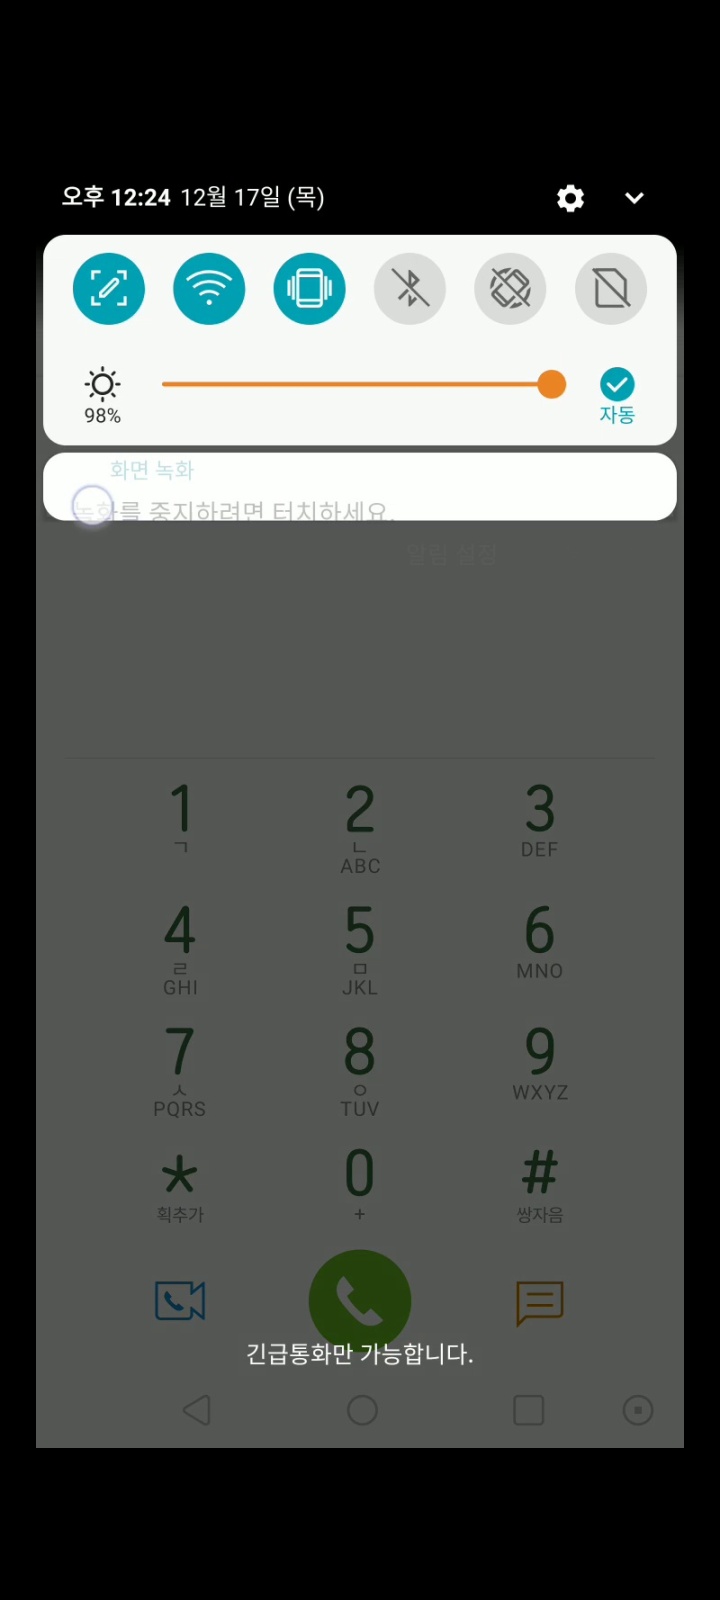 오후 12:24 12월 17일 (목)
98%
자동
화면 녹화
녹화를 중지하려면 터치하세요.
알림 설정
1 2 3
ㄱ ㄴ DEF
ABC
4 5 6
ㄹ ㅁ MNO
GHI JKL
7 8 9
ㅅ ㅇ WXYZ
PQRS TUV
* 0 #
획추가 + 쌍자음
긴급통화만 가능합니다.